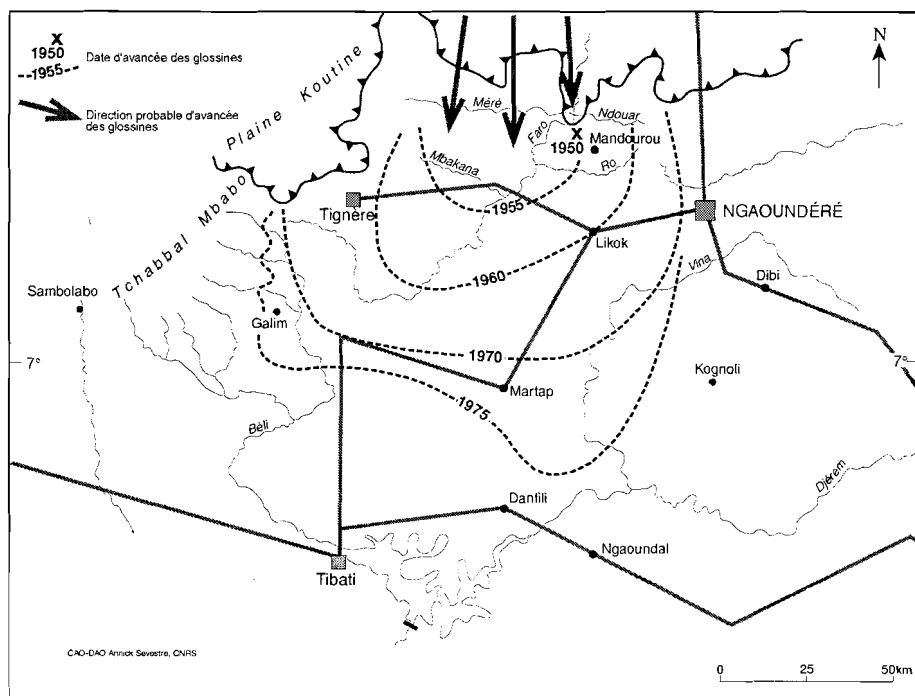 X
1950
1955
Date d'avancée des glossines
Direction probable d'avancée
des glossines
N
Plaine Koutine
Méré
Ndouar
Faro
X
1950
Mandourou
Mbakana
Ro
Tchabbal Mbabo
Tignère
1955
NGAOUNDÉRÉ
Likok
Vina
Dibi
1960
Sambolabo
Galim
7°
1970
7°
Kognoli
Martap
1975
Béli
Djérem
Dantili
Ngaoundal
Tibati
CAO-DAO Annick Sevestre, CNRS
0 25 50km